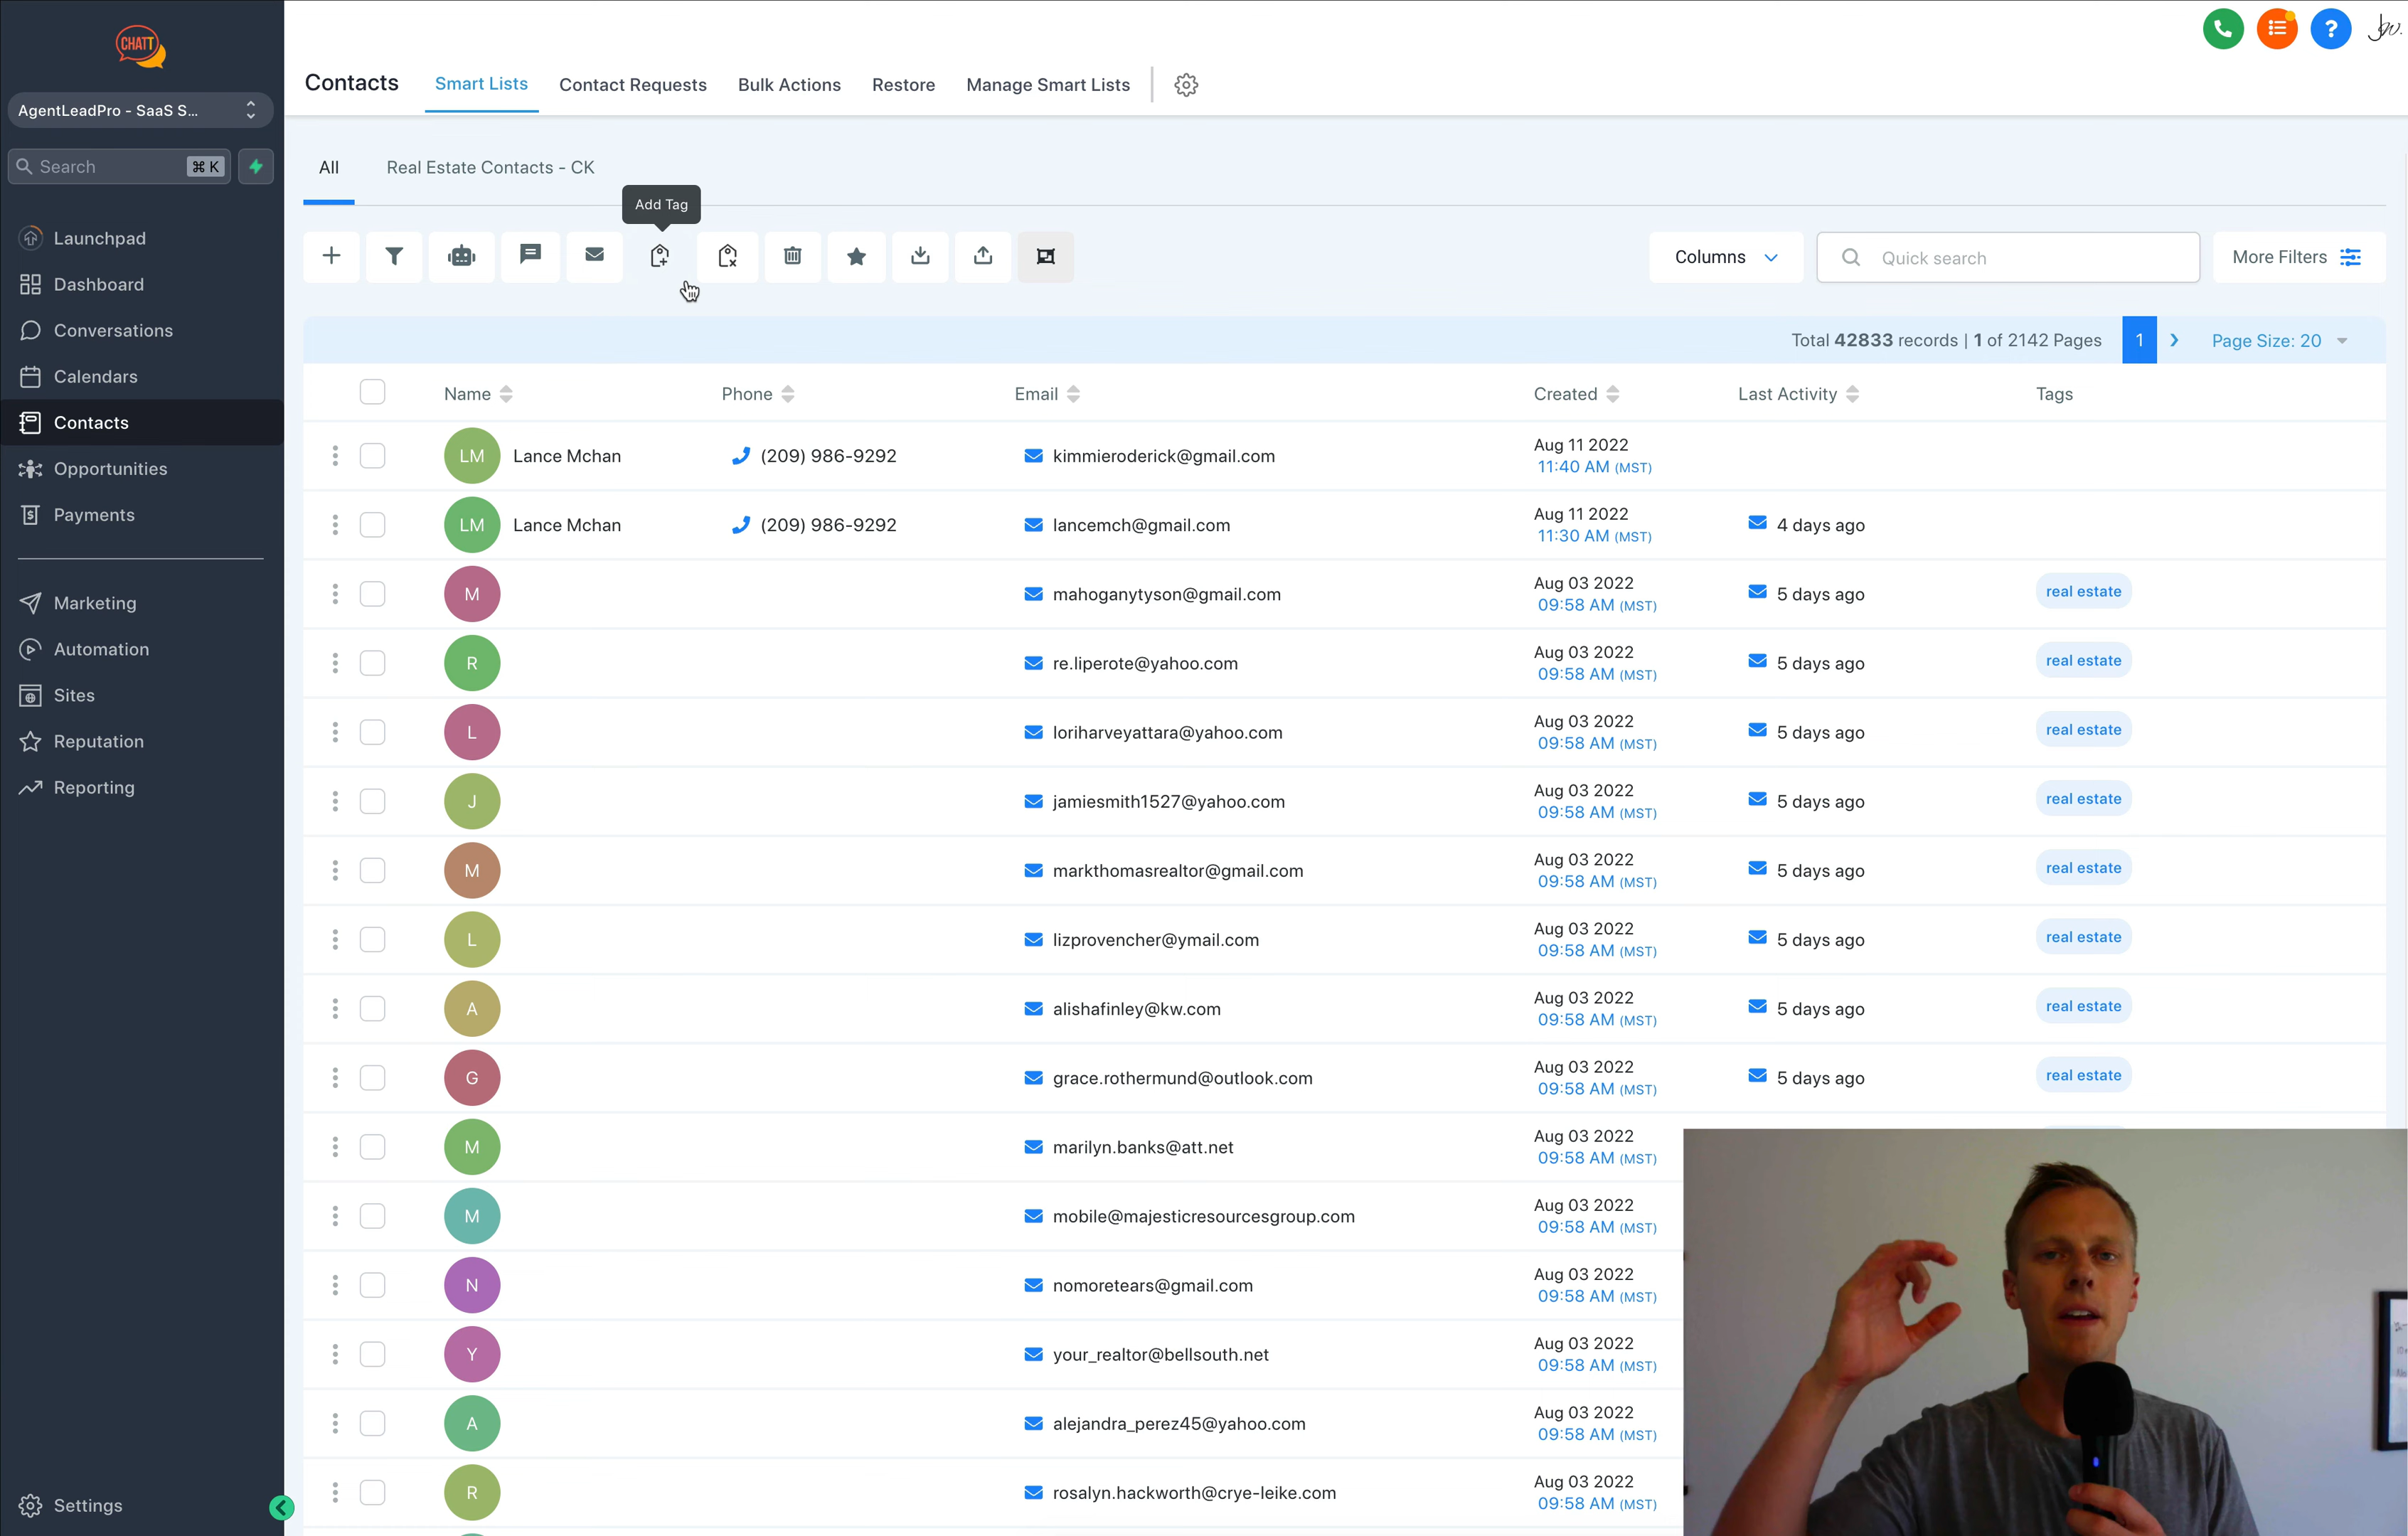 CHATT
AgentLeadPro - SaaS S...
Search ⌘ K
Launchpad
Dashboard
Conversations
Calendars
Contacts
Opportunities
Payments
Marketing
Automation
Sites
Reputation
Reporting
Settings
?
Contacts Smart Lists Contact Requests Bulk Actions Restore Manage Smart Lists
All Real Estate Contacts - CK
Add Tag
Columns Quick search More Filters
Total 42833 records | 1 of 2142 Pages 1 Page Size: 20
Name Phone Email Created Last Activity Tags
LM Lance Mchan (209) 986-9292 kimmieroderick@gmail.com Aug 11 2022
11:40 AM (MST)
LM Lance Mchan (209) 986-9292 lancemch@gmail.com Aug 11 2022 4 days ago
11:30 AM (MST)
M mahoganytyson@gmail.com Aug 03 2022 5 days ago real estate
09:58 AM (MST)
R re.liperote@yahoo.com Aug 03 2022 5 days ago real estate
09:58 AM (MST)
L loriharveyattara@yahoo.com Aug 03 2022 5 days ago real estate
09:58 AM (MST)
J jamiesmith1527@yahoo.com Aug 03 2022 5 days ago real estate
09:58 AM (MST)
M markthomasrealtor@gmail.com Aug 03 2022 5 days ago real estate
09:58 AM (MST)
L lizprovencher@ymail.com Aug 03 2022 5 days ago real estate
09:58 AM (MST)
A alishafinley@kw.com Aug 03 2022 5 days ago real estate
09:58 AM (MST)
G grace.rothermund@outlook.com Aug 03 2022 5 days ago real estate
09:58 AM (MST)
M marilyn.banks@att.net Aug 03 2022
09:58 AM (MST)
M mobile@majesticresourcesgroup.com Aug 03 2022
09:58 AM (MST)
N nomoretears@gmail.com Aug 03 2022
09:58 AM (MST)
Y your_realtor@bellsouth.net Aug 03 2022
09:58 AM (MST)
A alejandra_perez45@yahoo.com Aug 03 2022
09:58 AM (MST)
R rosalyn.hackworth@crye-leike.com Aug 03 2022
09:58 AM (MST)